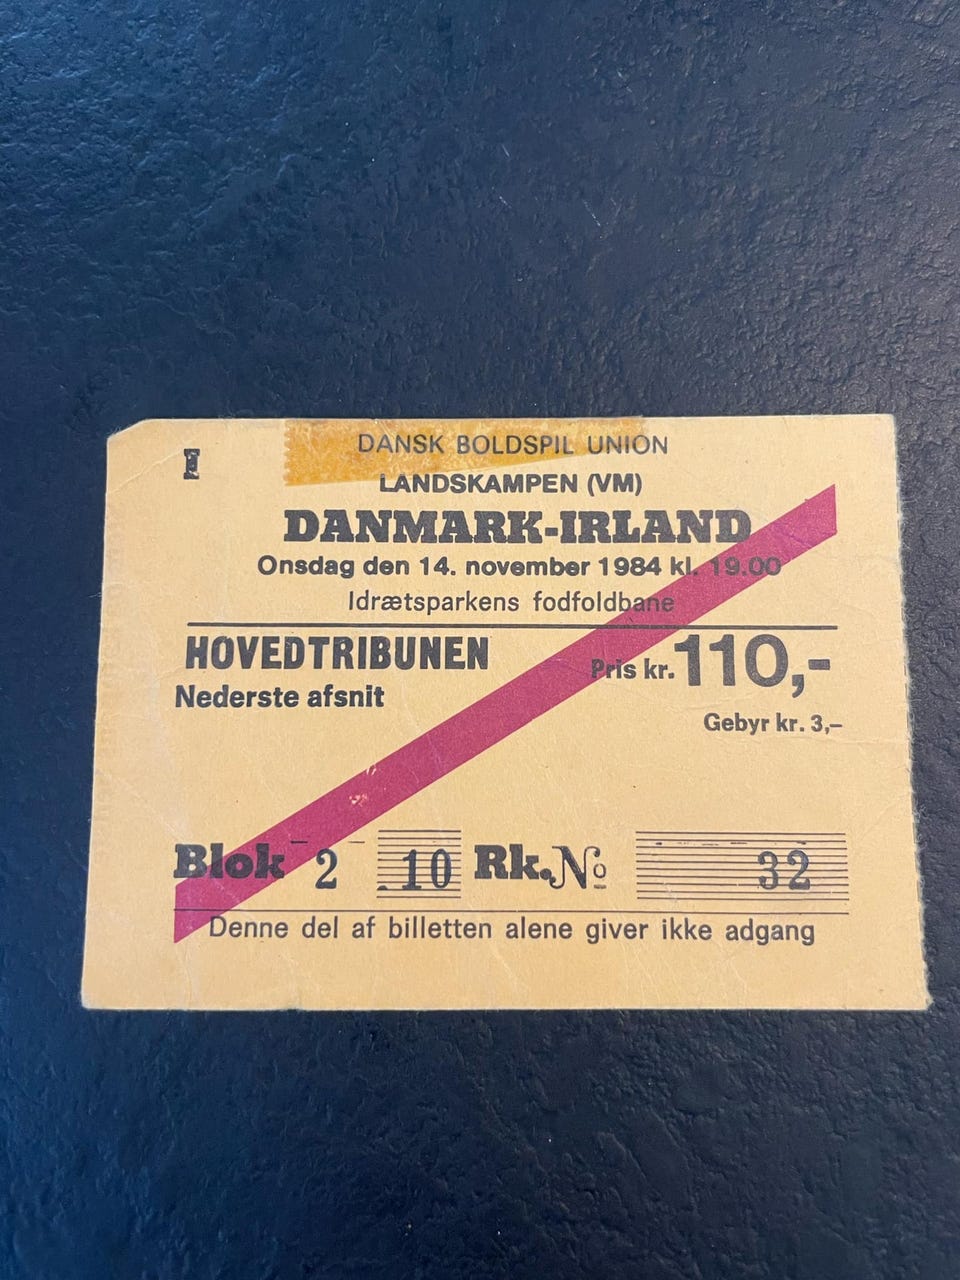 I
DANSK BOLDSPIL UNION
LANDSKAMPEN (VM)
DANMARK-IRLAND
Onsdag den 14. november 1984 kl. 19.00
Idrætsparkens fodfoldbane
HOVEDTRIBUNEN
Nederste afsnit
Pris kr. 110,-
Gebyr kr. 3,-
Blok 2 10 Rk. No 32
Denne del af billetten alene giver ikke adgang